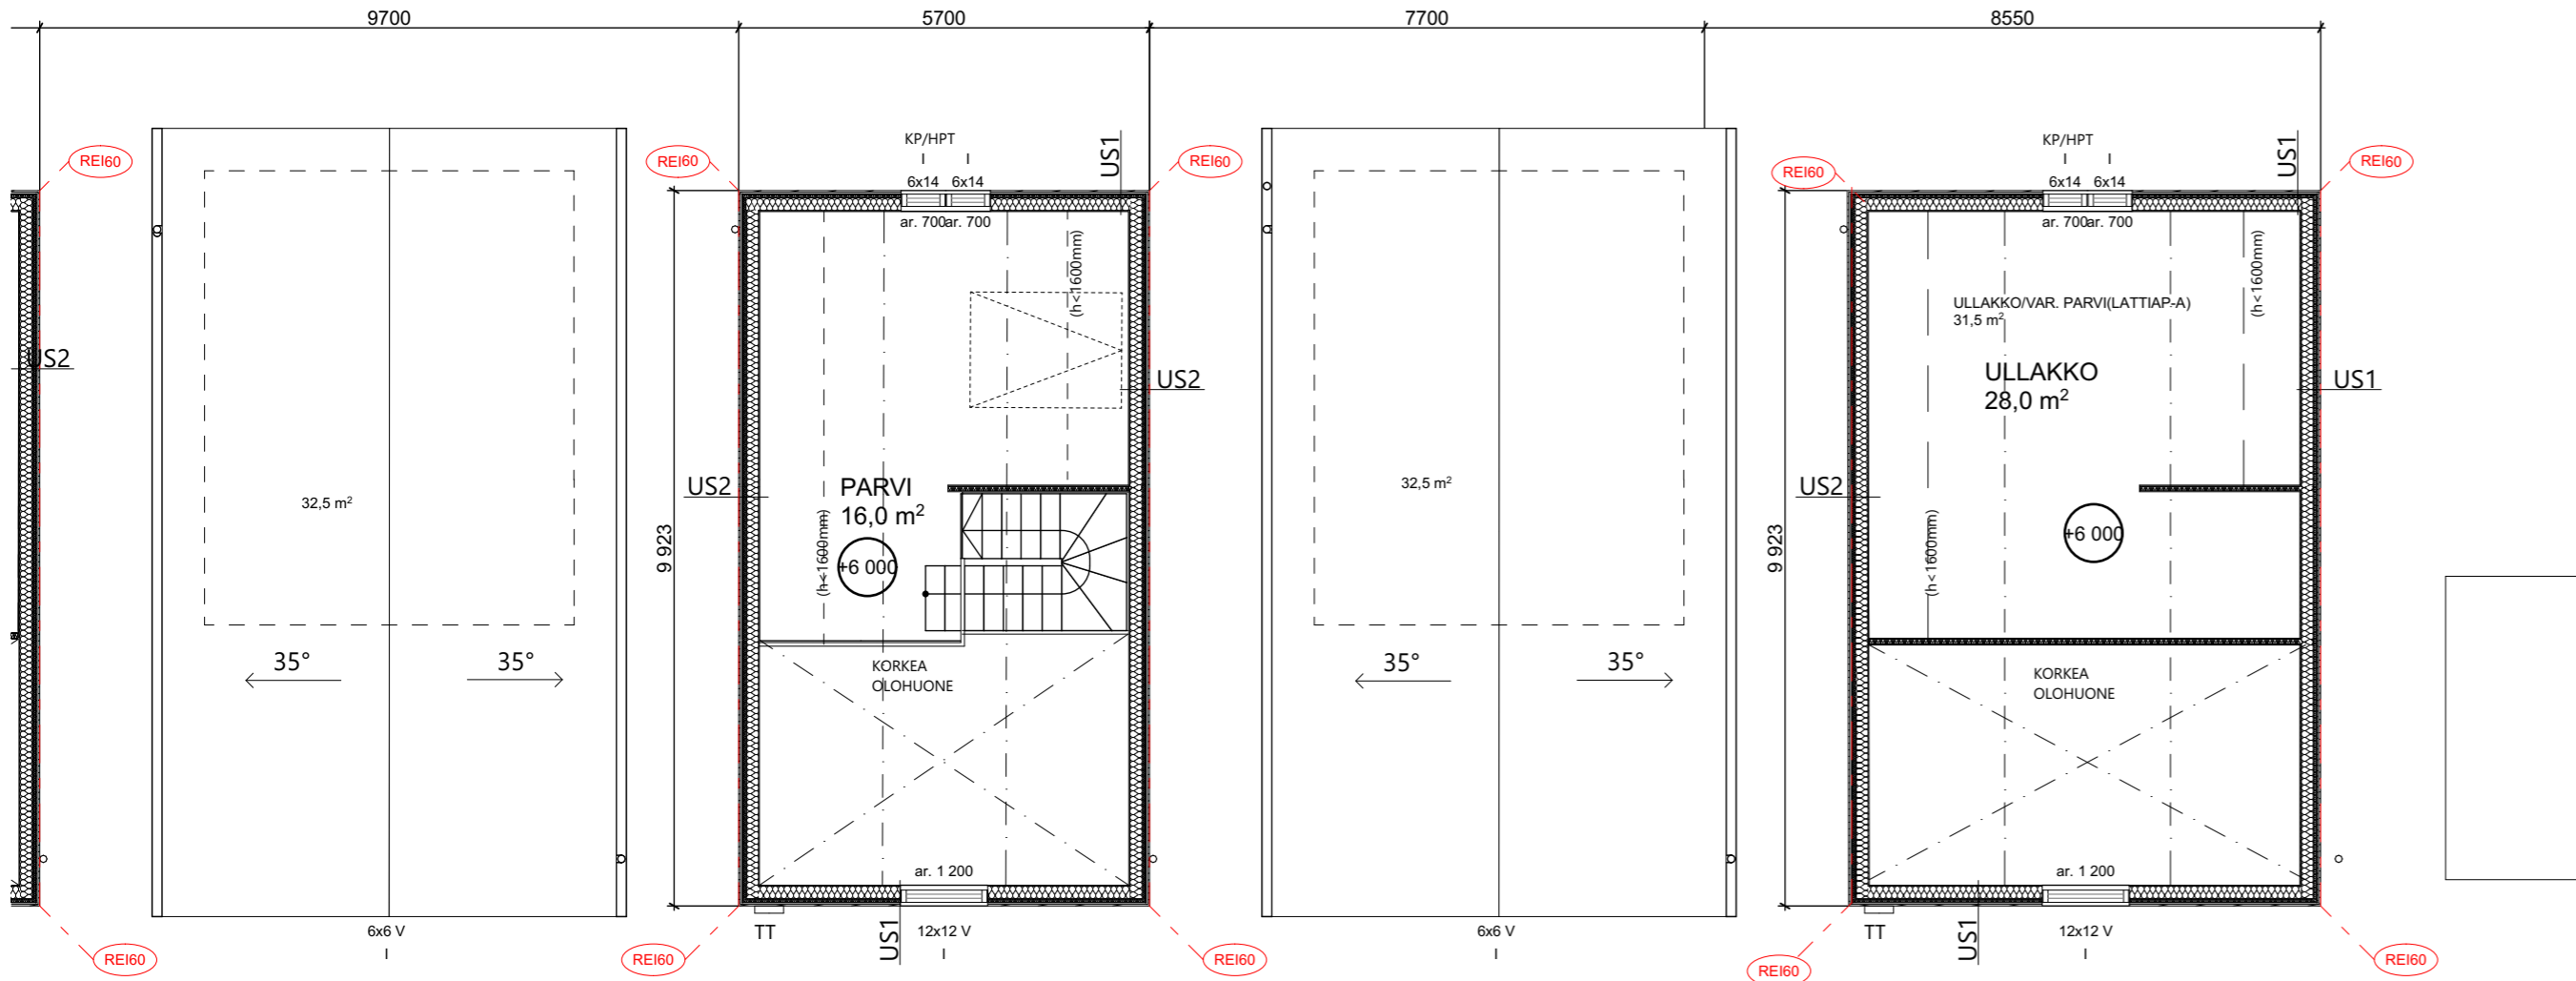 9700
5700
7700
8550
REI60
REI60
REI60
REI60
REI60
KP/HPT
6x14 6x14
ar. 700ar. 700
US1
KP/HPT
6x14 6x14
ar. 700ar. 700
US1
(h<1600mm)
(h<1600mm)
ULLAKKO/VAR. PARVI(LATTIAP-A)
31,5 m²
US2
US2
ULLAKKO
28,0 m²
US1
32,5 m²
US2
PARVI
16,0 m²
32,5 m²
US2
9 923
(h<1600mm)
+6 000
9 923
(h<1600mm)
+6 000
35°
35°
KORKEA
OLOHUONE
35°
35°
KORKEA
OLOHUONE
ar. 1 200
ar. 1 200
6x6 V
TT
US1
12x12 V
6x6 V
TT
US1
12x12 V
REI60
REI60
REI60
REI60
REI60